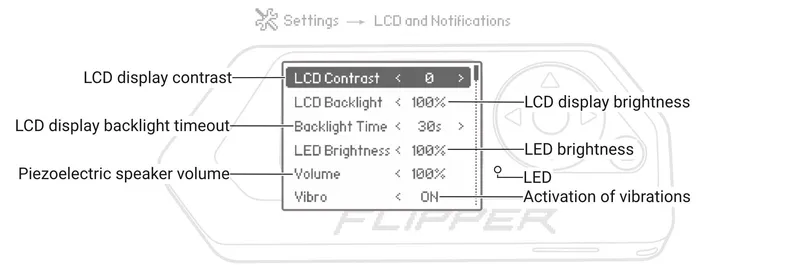 Settings → LCD and Notifications
LCD display contrast
LCD Contrast < 0 >
LCD Backlight < 100%
LCD display brightness
LCD display backlight timeout
Backlight Time < 30s >
LED Brightness < 100%
LED brightness
Piezoelectric speaker volume
Volume < 100%
LED
Vibro < ON
Activation of vibrations
FLIPPER